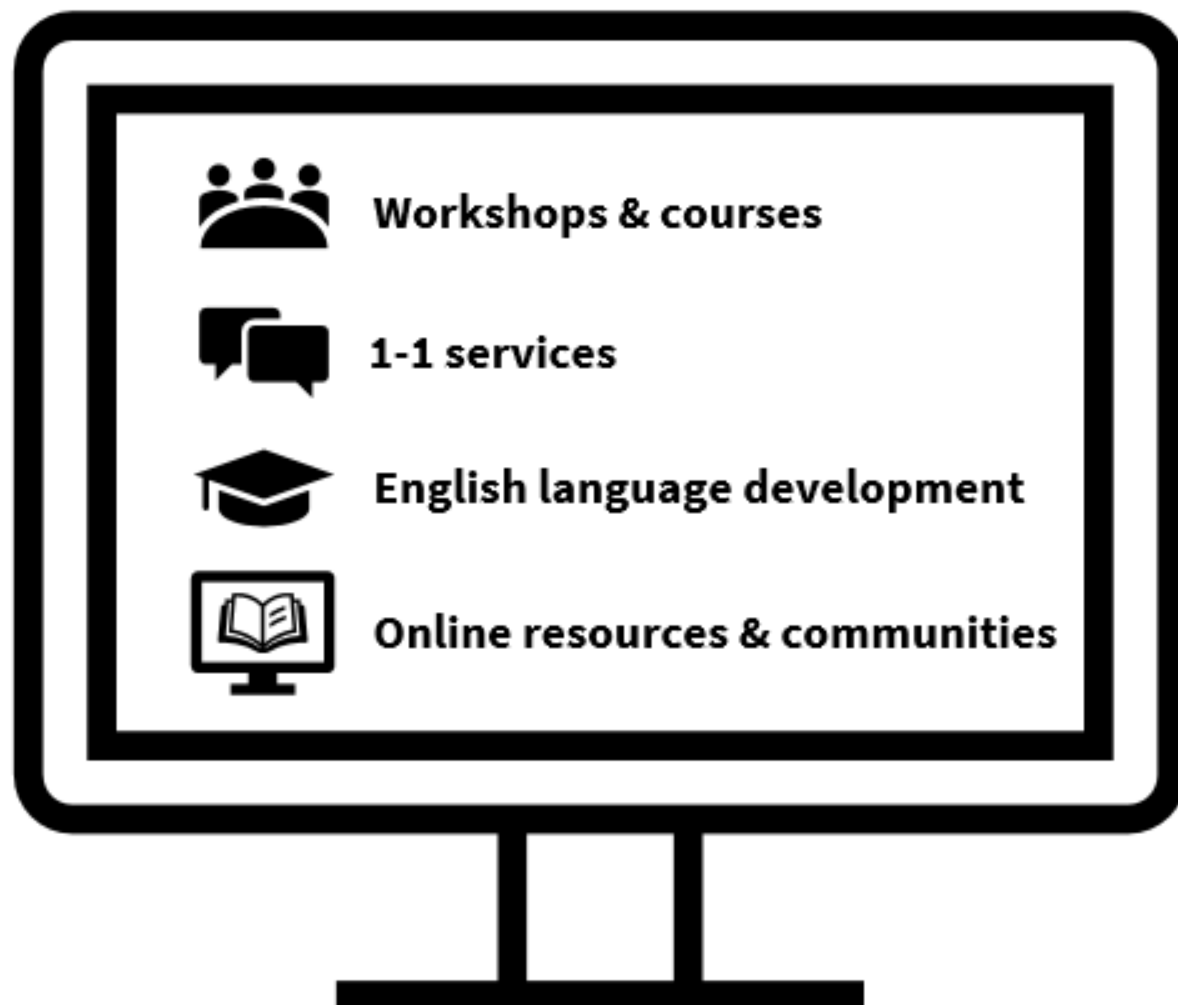 Workshops & courses
1-1 services
English language development
Online resources & communities